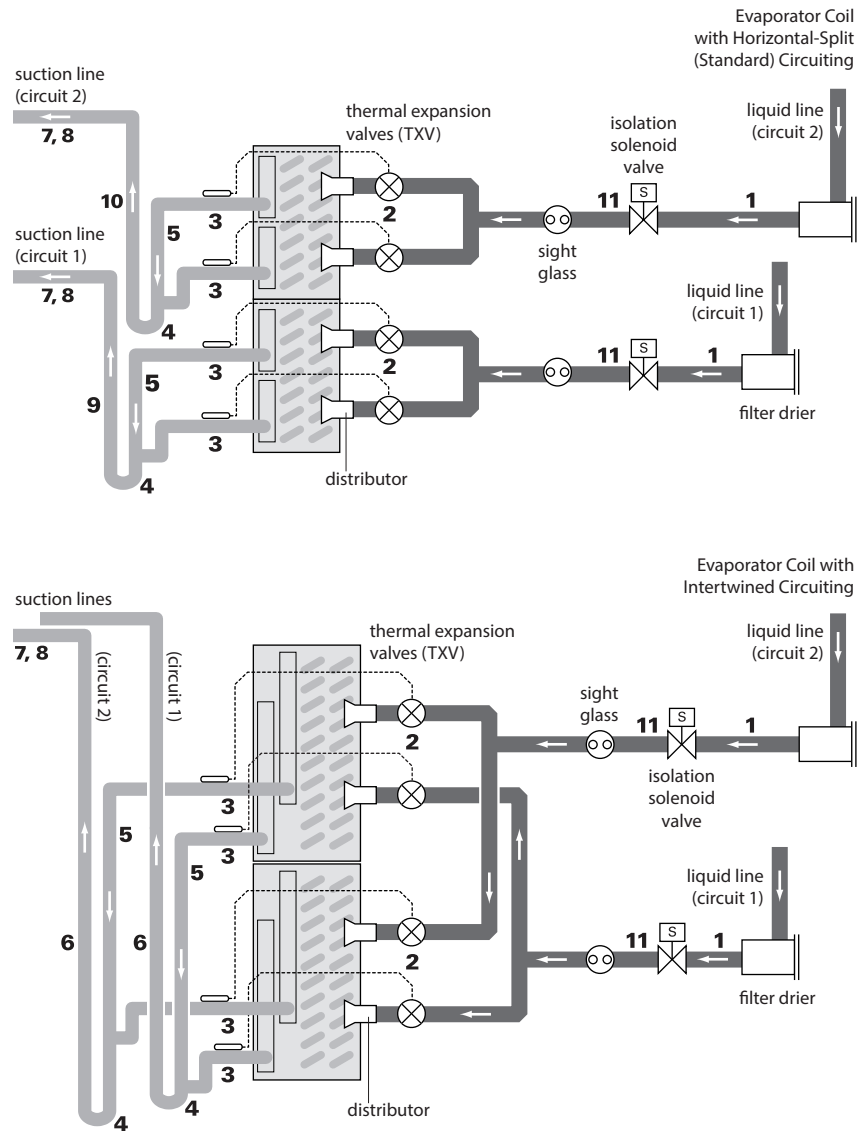 Evaporator Coil
with Horizontal-Split
(Standard) Circuiting
suction line
(circuit 2)
7, 8
thermal expansion
valves (TXV)
isolation
solenoid
valve
liquid line
(circuit 2)
S
10
5
3
2
11
1
sight
glass
suction line
(circuit 1)
7, 8
3
4
liquid line
(circuit 1)
S
9
5
3
2
11
1
3
4
filter drier
distributor
Evaporator Coil with
Intertwined Circuiting
suction lines
7, 8
(circuit 2)
(circuit 1)
thermal expansion
valves (TXV)
liquid line
(circuit 2)
sight
glass
S
11
1
2
isolation
solenoid
valve
3
5
3
5
liquid line
(circuit 1)
S
6
6
2
11
1
filter drier
3
3
4
4
distributor